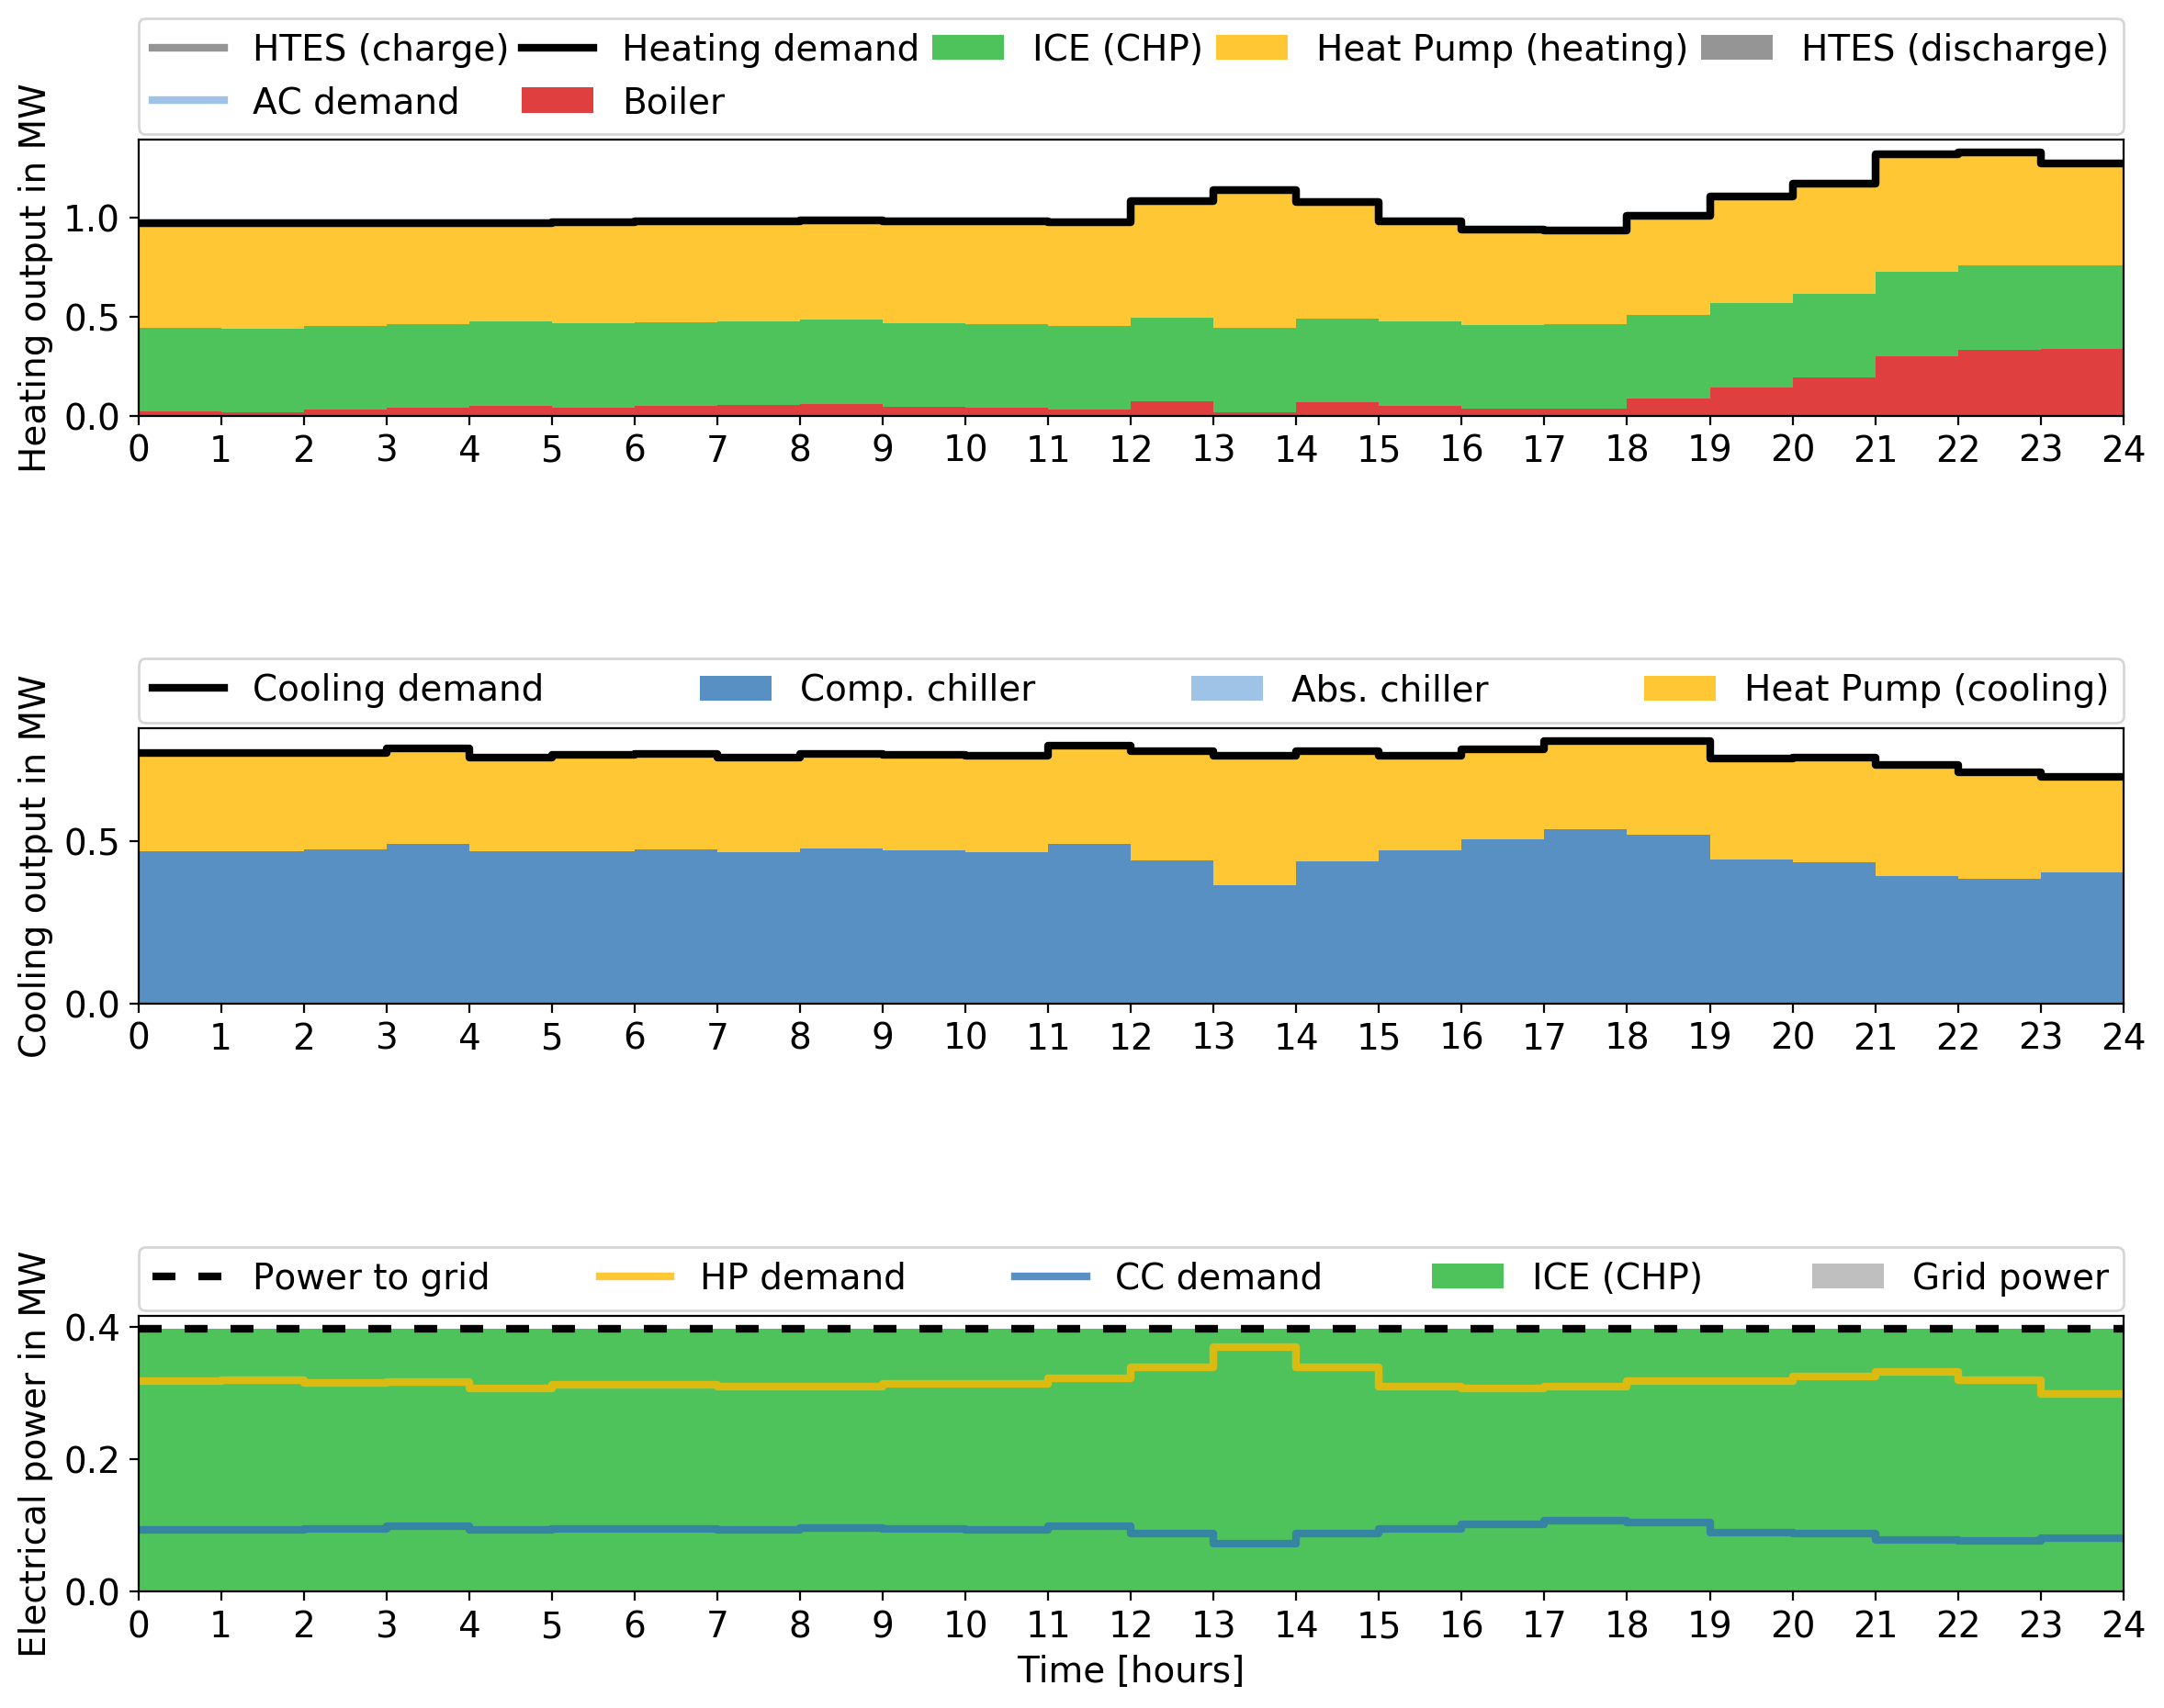 HTES (charge) Heating demand ICE (CHP) Heat Pump (heating) HTES (discharge)
AC demand Boiler
Heating output in MW
1.0
0.5
0.0
0 1 2 3 4 5 6 7 8 9 10 11 12 13 14 15 16 17 18 19 20 21 22 23 24
Cooling demand Comp. chiller Abs. chiller Heat Pump (cooling)
Cooling output in MW
0.5
0.0
0 1 2 3 4 5 6 7 8 9 10 11 12 13 14 15 16 17 18 19 20 21 22 23 24
Power to grid HP demand CC demand ICE (CHP) Grid power
Electrical power in MW
0.4
0.2
0.0
0 1 2 3 4 5 6 7 8 9 10 11 12 13 14 15 16 17 18 19 20 21 22 23 24
Time [hours]